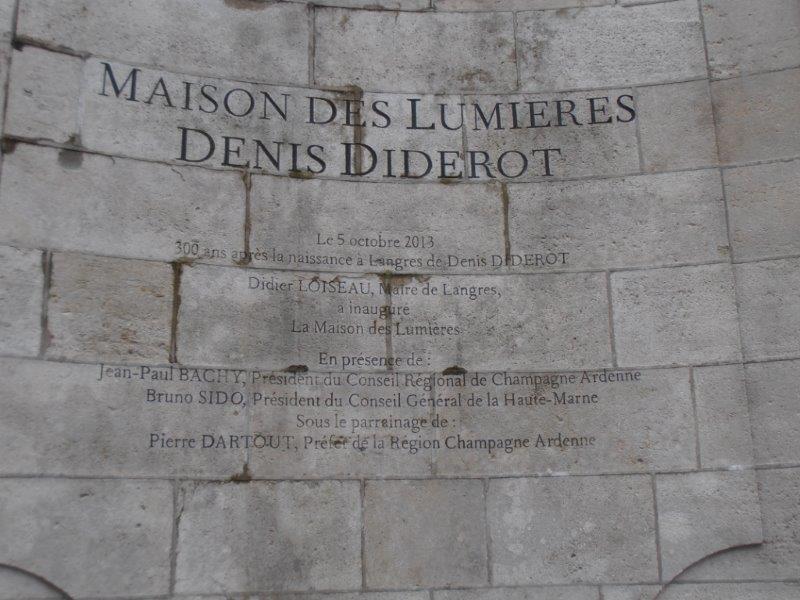 MAISON DES LUMIERES
DENIS DIDEROT
Le 5 octobre 2013
300 ans après la naissance à Langres de Denis DIDEROT
Didier LOISEAU, Maire de Langres,
a inauguré
La Maison des Lumières
En présence de :
Jean-Paul BACHY, Président du Conseil Régional de Champagne Ardenne
Bruno SIDO, Président du Conseil Général de la Haute-Marne
Sous le parrainage de :
Pierre DARTOUT, Préfet de la Région Champagne Ardenne